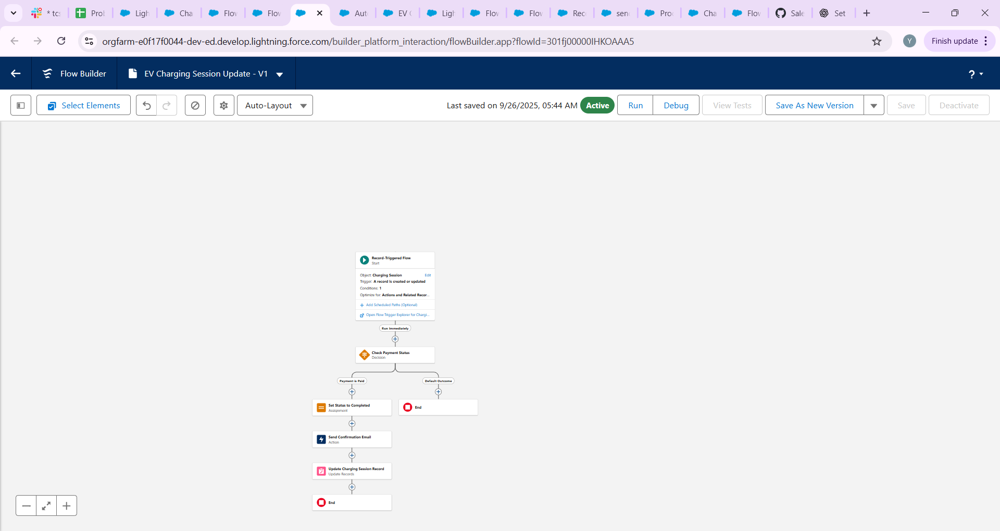 * tcs
Prol
Ligh
Cha
Flov
Flov
Aut
EV C
Ligh
Flov
Flov
Rec
sen
Pro
Cha
Flov
Sale
Set
orgfarm-e0f17f0044-dev-ed.develop.lightning.force.com/builder_platform_interaction/flowBuilder.app?flowId=301fj00000IHKOAAA5
Y
Finish update
Flow Builder
EV Charging Session Update - V1
?
Select Elements
Auto-Layout
Last saved on 9/26/2025, 05:44 AM
Active
Run
Debug
View Tests
Save As New Version
Save
Deactivate
Record-Triggered Flow
Start
Object: Charging Session
Edit
Trigger: A record is created or updated
Conditions: 1
Optimize for: Actions and Related Recor...
Add Scheduled Paths (Optional)
Open Flow Trigger Explorer for Chargi...
Run Immediately
Check Payment Status
Decision
Payment is Paid
Default Outcome
Set Status to Completed
Assignment
End
Send Confirmation Email
Action
Update Charging Session Record
Update Records
End